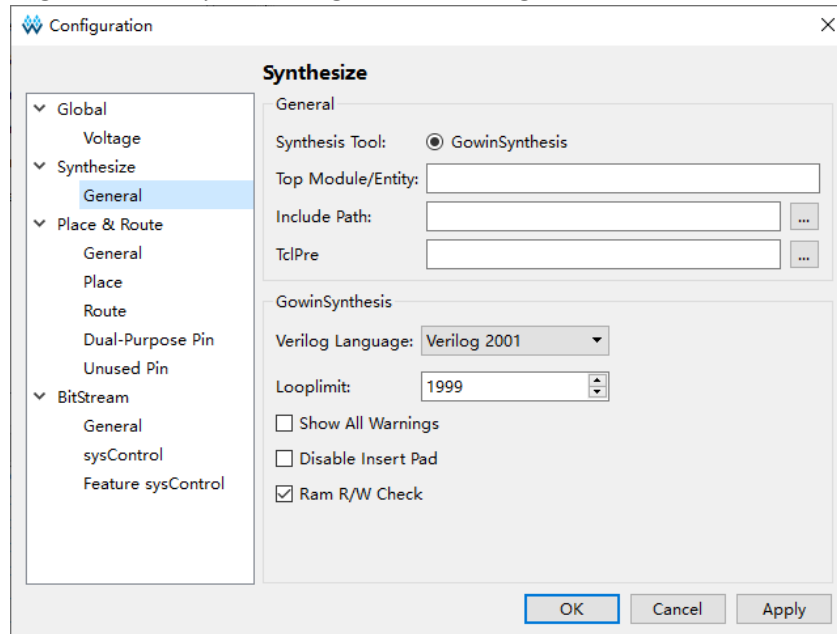 Configuration
Synthesize
Global
Voltage
Synthesize
General
Place & Route
General
Place
Route
Dual-Purpose Pin
Unused Pin
BitStream
General
sysControl
Feature sysControl
General
Synthesis Tool: GowinSynthesis
Top Module/Entity:
Include Path: ...
TclPre ...
GowinSynthesis
Verilog Language: Verilog 2001
Looplimit: 1999
Show All Warnings
Disable Insert Pad
Ram R/W Check
OK Cancel Apply